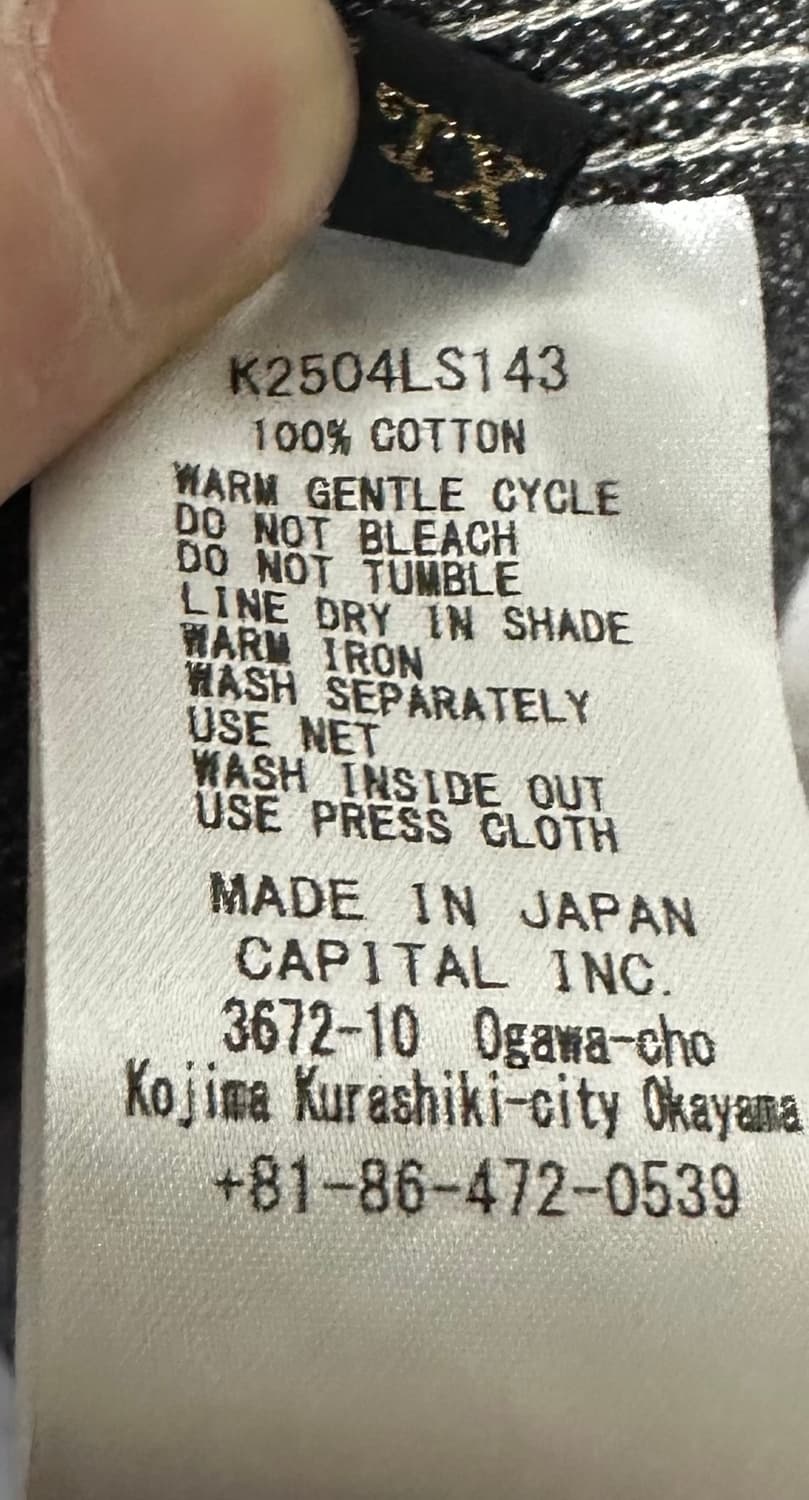 XL
K2504LS143
100% COTTON
WARM GENTLE CYCLE
DO NOT BLEACH
DO NOT TUMBLE
LINE DRY IN SHADE
WARM IRON
WASH SEPARATELY
USE NET
WASH INSIDE OUT
USE PRESS CLOTH
MADE IN JAPAN
CAPITAL INC.
3672-10 Ogawa-cho
Kojima Kurashiki-city Okayama
+81-86-472-0539